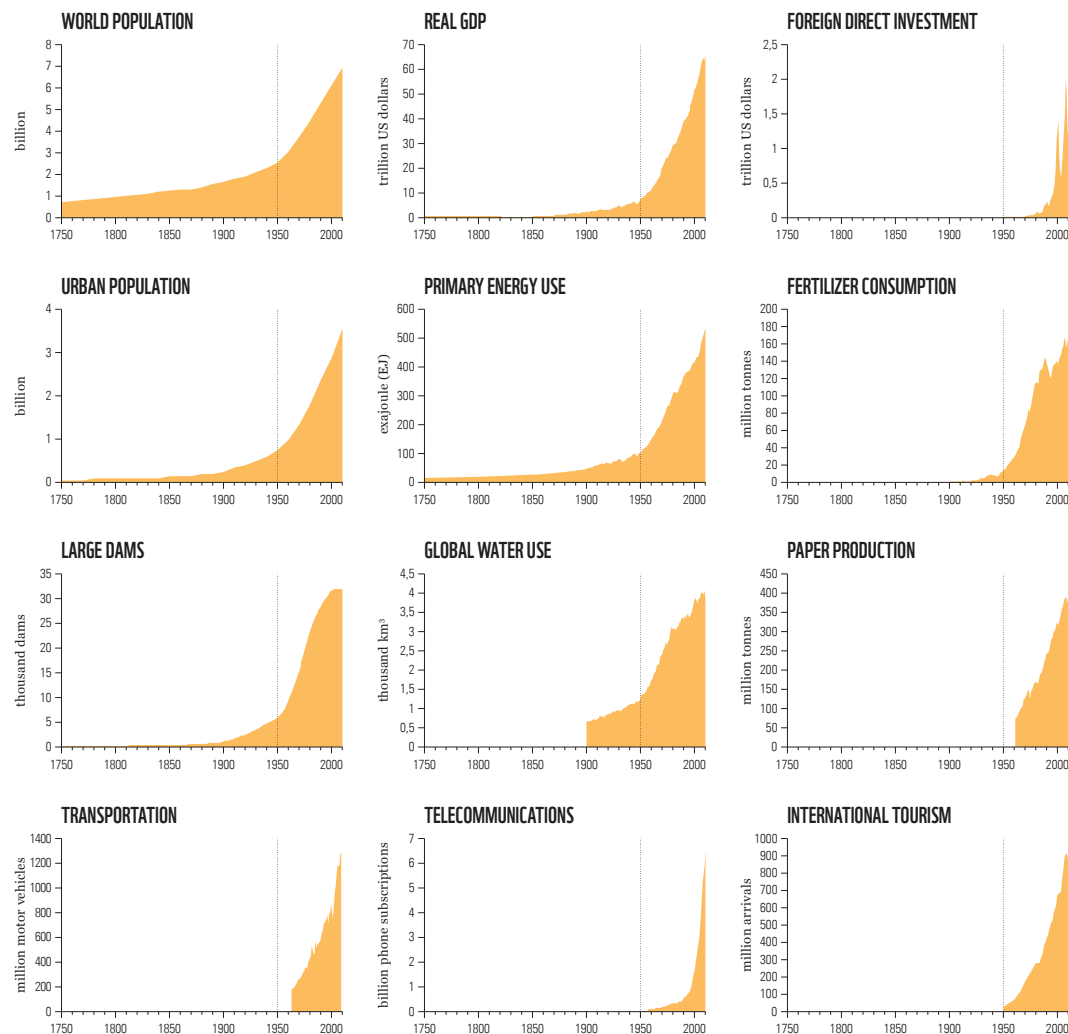 WORLD POPULATION
billion
8
7
6
5
4
3
2
1
0
1750 1800 1850 1900 1950 2000
REAL GDP
trillion US dollars
70
60
50
40
30
20
10
0
1750 1800 1850 1900 1950 2000
FOREIGN DIRECT INVESTMENT
trillion US dollars
2,5
2
1,5
1
0,5
0
1750 1800 1850 1900 1950 2000
URBAN POPULATION
billion
4
3
2
1
0
1750 1800 1850 1900 1950 2000
PRIMARY ENERGY USE
exajoule (EJ)
600
500
400
300
200
100
0
1750 1800 1850 1900 1950 2000
FERTILIZER CONSUMPTION
million tonnes
200
180
160
140
120
100
80
60
40
20
0
1750 1800 1850 1900 1950 2000
LARGE DAMS
thousand dams
35
30
25
20
15
10
5
0
1750 1800 1850 1900 1950 2000
GLOBAL WATER USE
thousand km³
4,5
4
3,5
3
2,5
2
1,5
1
0,5
0
1750 1800 1850 1900 1950 2000
PAPER PRODUCTION
million tonnes
450
400
350
300
250
200
150
100
50
0
1750 1800 1850 1900 1950 2000
TRANSPORTATION
million motor vehicles
1400
1200
1000
800
600
400
200
0
1750 1800 1850 1900 1950 2000
TELECOMMUNICATIONS
billion phone subscriptions
7
6
5
4
3
2
1
0
1750 1800 1850 1900 1950 2000
INTERNATIONAL TOURISM
million arrivals
1000
900
800
700
600
500
400
300
200
100
0
1750 1800 1850 1900 1950 2000